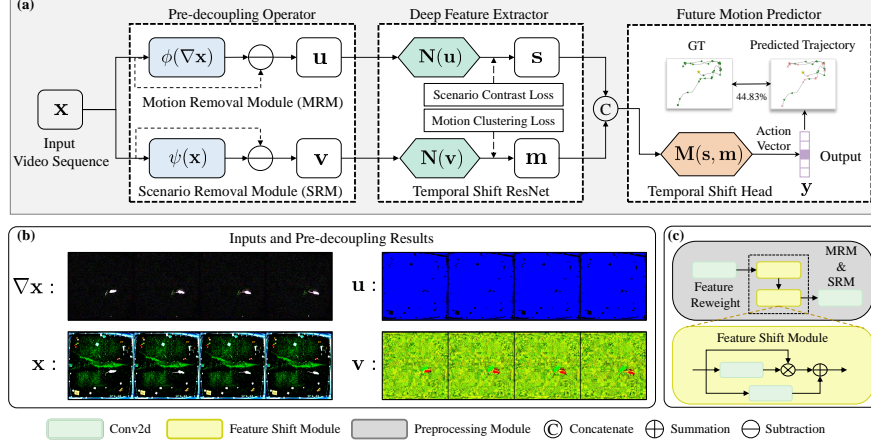 (a)
Pre-decoupling Operator
Deep Feature Extractor
Future Motion Predictor
ϕ(∇x)
u
N(u)
s
GT
Predicted Trajectory
Motion Removal Module (MRM)
Scenario Contrast Loss
44.83%
x
Motion Clustering Loss
C
Input
Video Sequence
Action
Vector
ψ(x)
v
N(v)
m
M(s, m)
Output
Scenario Removal Module (SRM)
Temporal Shift ResNet
Temporal Shift Head
y
(b)
Inputs and Pre-decoupling Results
∇x :
u :
x :
v :
(c)
MRM
&
SRM
Feature
Reweight
Feature Shift Module
Conv2d
Feature Shift Module
Preprocessing Module
C Concatenate
Summation
Subtraction